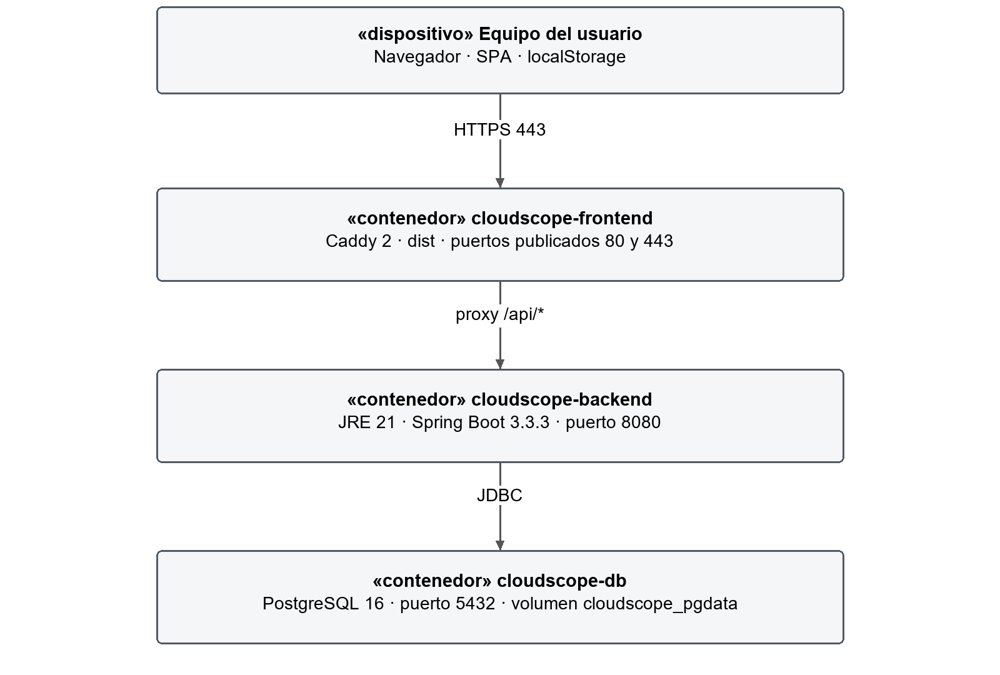 «dispositivo» Equipo del usuario
Navegador · SPA · localStorage
HTTPS 443
«contenedor» cloudscope-frontend
Caddy 2 · dist · puertos publicados 80 y 443
proxy /api/*
«contenedor» cloudscope-backend
JRE 21 · Spring Boot 3.3.3 · puerto 8080
JDBC
«contenedor» cloudscope-db
PostgreSQL 16 · puerto 5432 · volumen cloudscope_pgdata